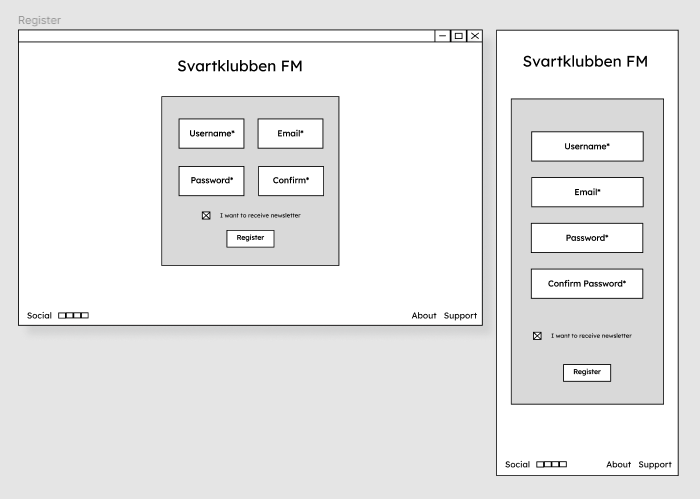 Register
Svartklubben FM
Username* Email*
Password* Confirm*
I want to receive newsletter
Register
Social About Support
Svartklubben FM
Username*
Email*
Password*
Confirm Password*
I want to receive newsletter
Register
Social About Support